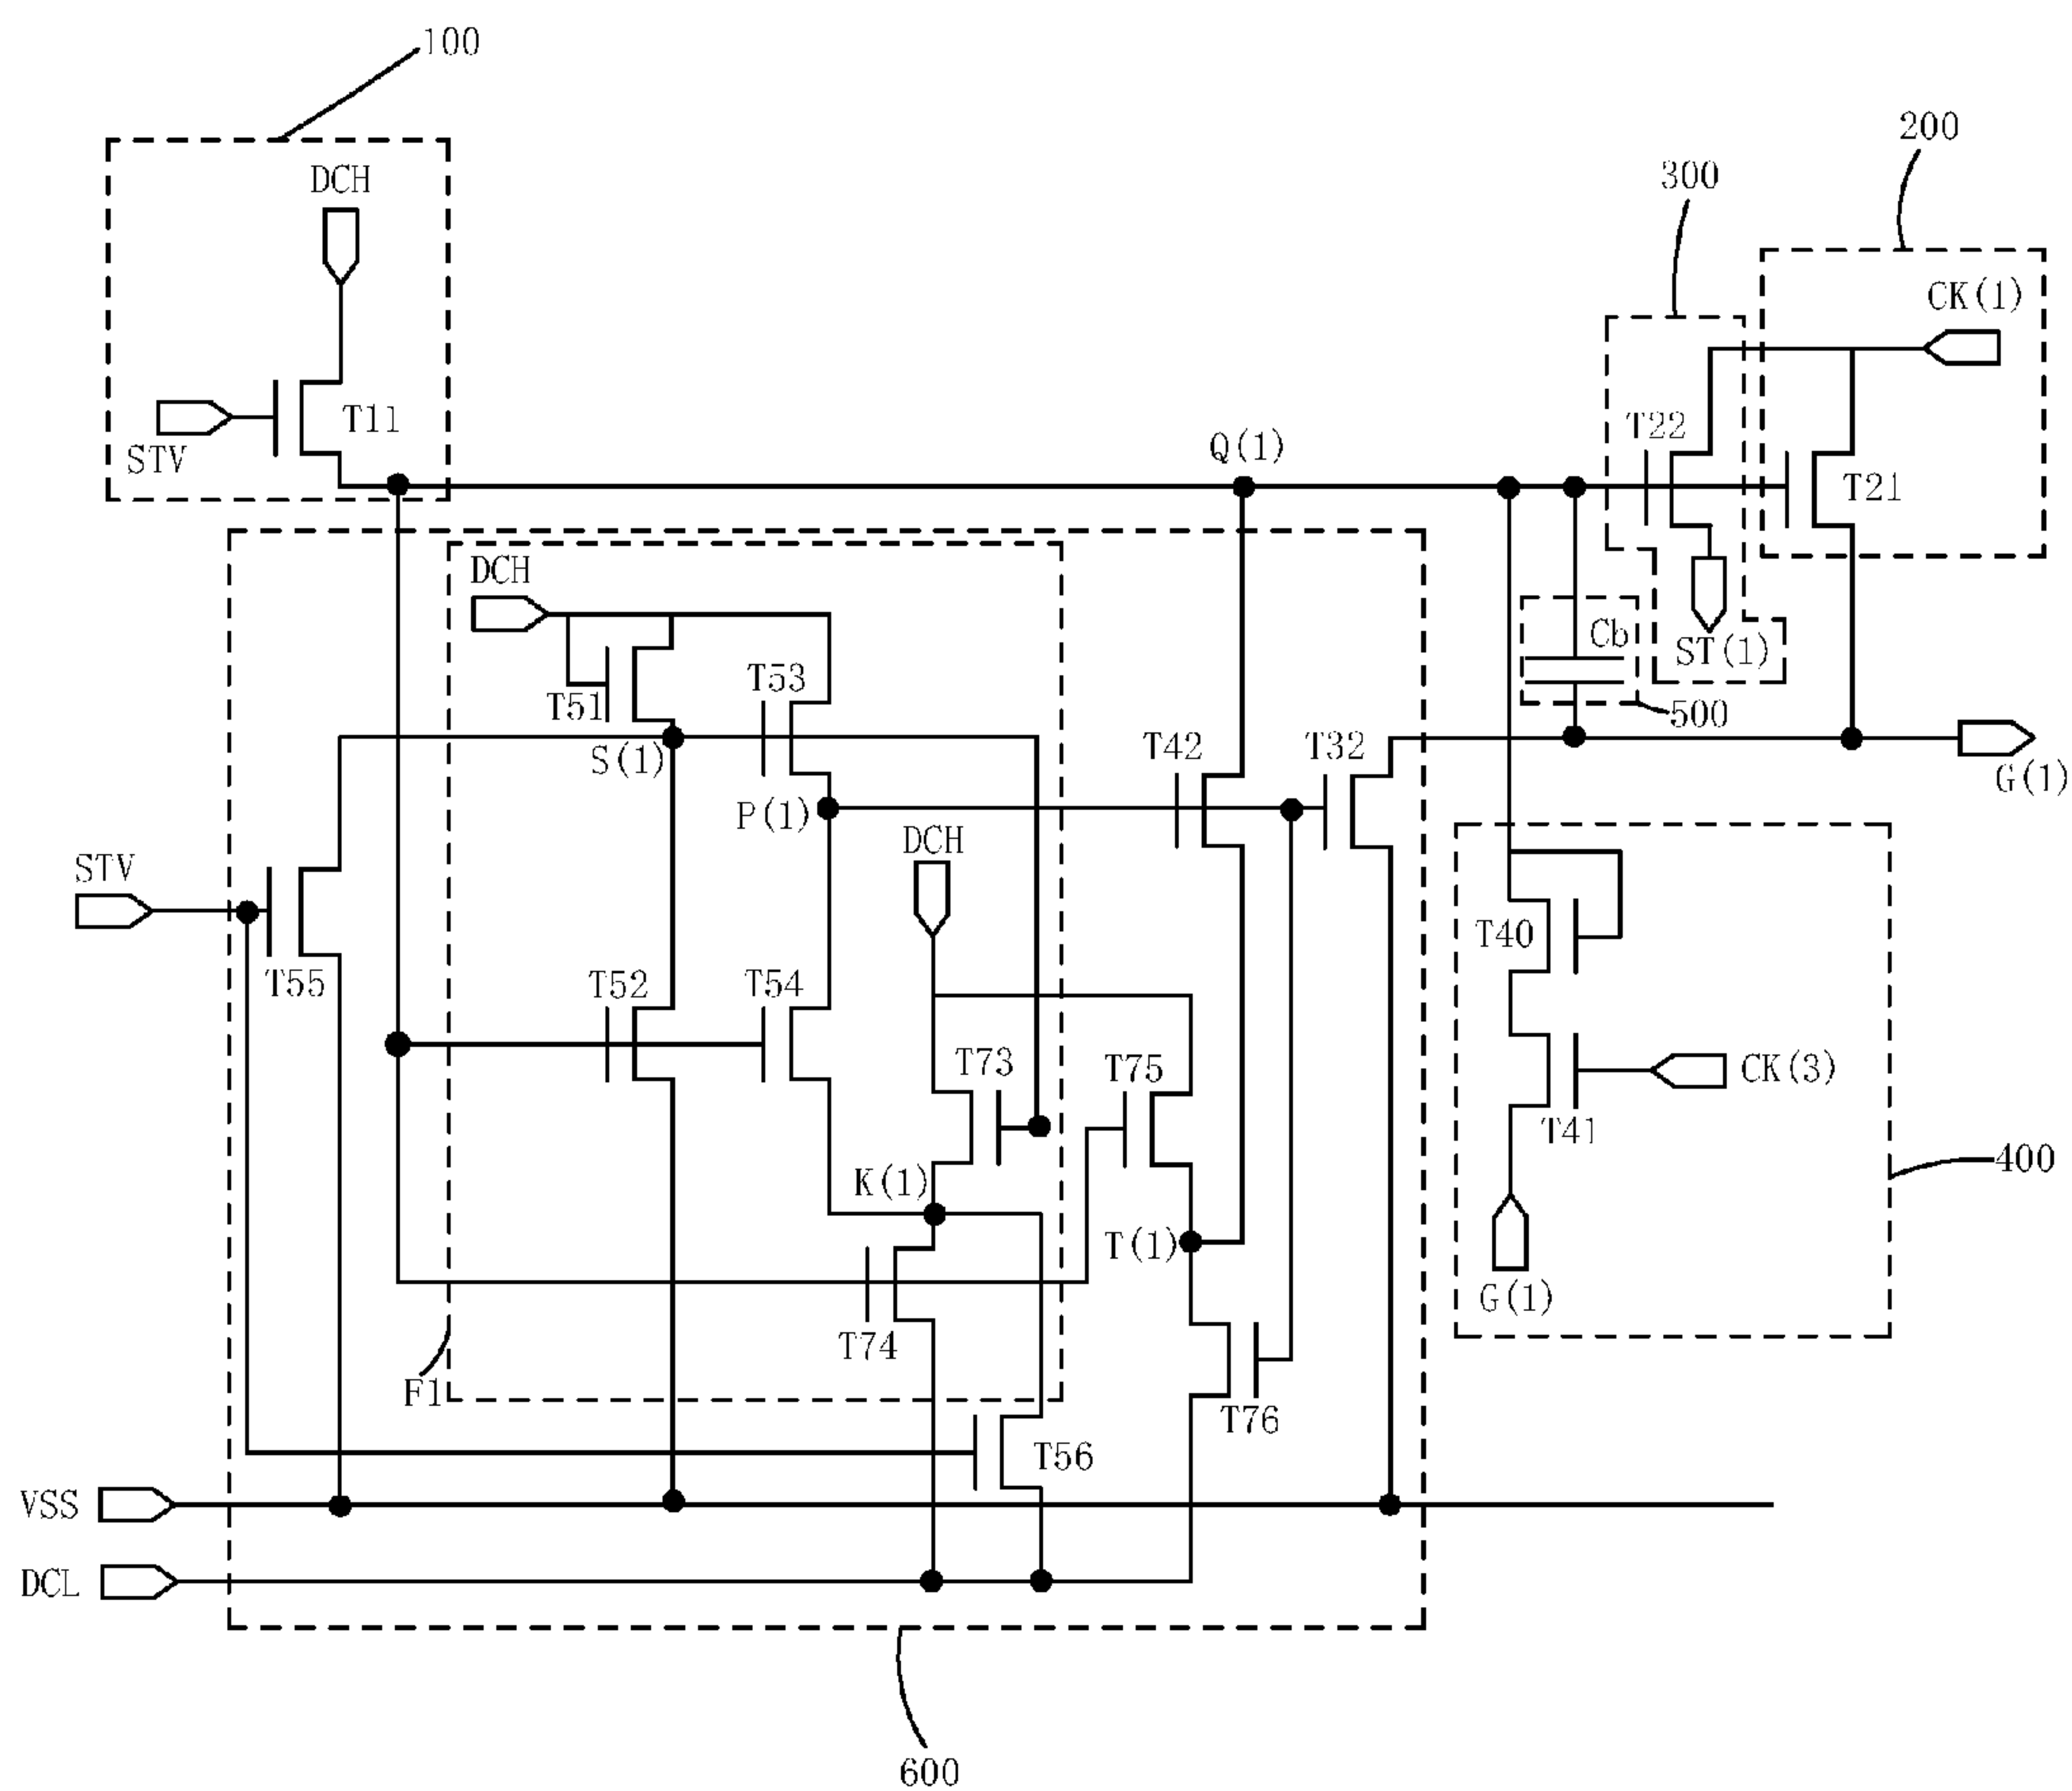 100
DCH
T11
STV
200
300
CK(1)
T22
Q(1)
T21
DCH
Cb
ST(1)
T53
T51
500
S(1)
T42
T32
P(1)
G(1)
DCH
STV
T40
T55
T52
T54
T73
T75
CK(3)
T41
400
K(1)
T(1)
G(1)
T74
F1
T76
T56
VSS
DCL
600